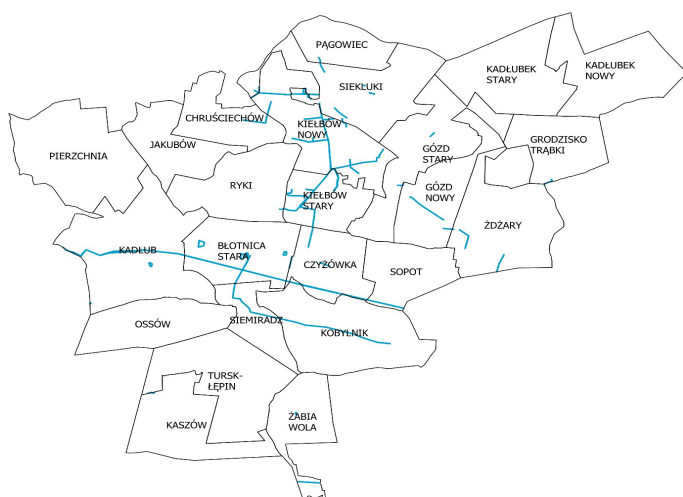 PĄGOWIEC
KADŁUBEK
NOWY
KADŁUBEK
STARY
SIEKŁUKI
CHRUŚCIECHÓW
KIEŁBÓW
NOWY
GRODZISKO
TRĄBKI
JAKUBÓW
PIERZCHNIA
GÓZD
STARY
RYKI
GÓZD
NOWY
KIEŁBÓW
STARY
ŻDŻARY
KADŁUB
BŁOTNICA
STARA
CZYŻÓWKA
SOPOT
OSSÓW
SIEMIRADZ
KOBYLNIK
TURSK-
ŁĘPIN
KASZÓW
ŻABIA
WOLA